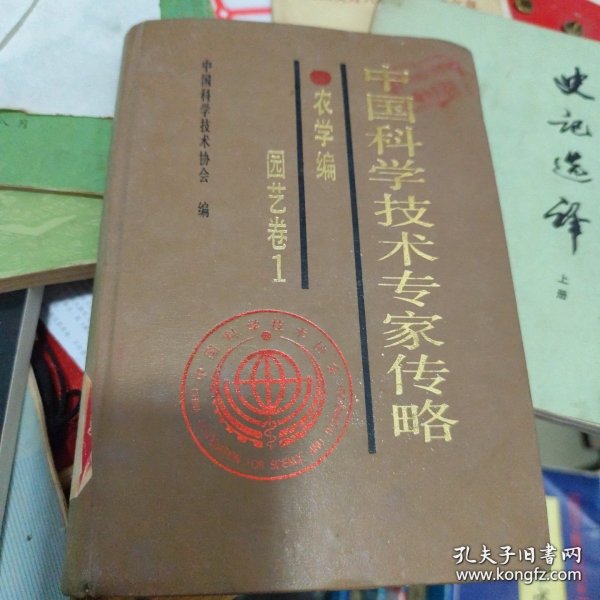 中国科学技术专家传略
农学编
园艺卷1
中国科学技术协会 编
史记选译
上册
孔夫子旧书网
www.kongfz.com